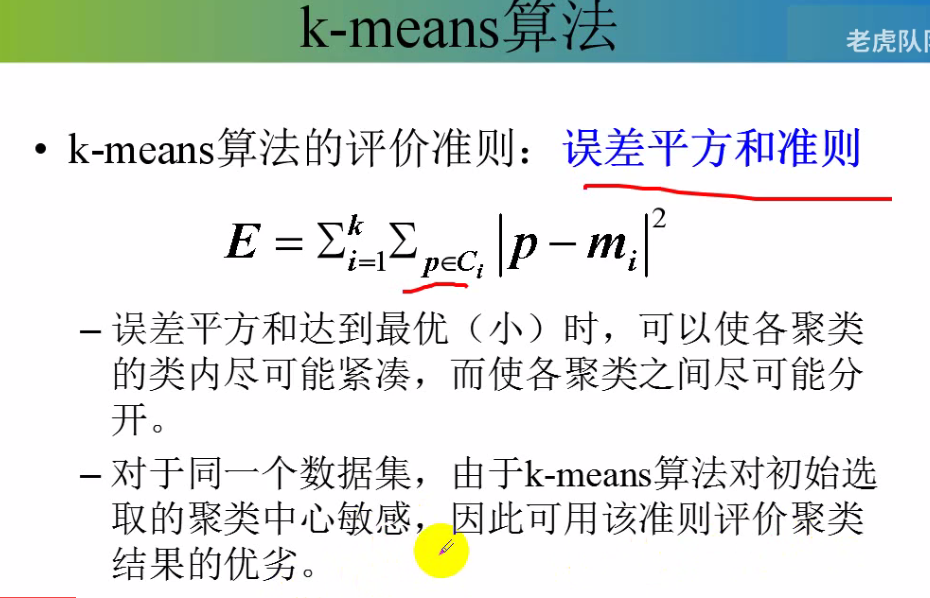 k-means算法
老虎队
• k-means算法的评价准则：误差平方和准则
E = ∑_{i=1}^{k} ∑_{p∈C_i} |p − m_i|²
– 误差平方和达到最优（小）时，可以使各聚类
的类内尽可能紧凑，而使各聚类之间尽可能分
开。
– 对于同一个数据集，由于k-means算法对初始选
取的聚类中心敏感，因此可用该准则评价聚类
结果的优劣。